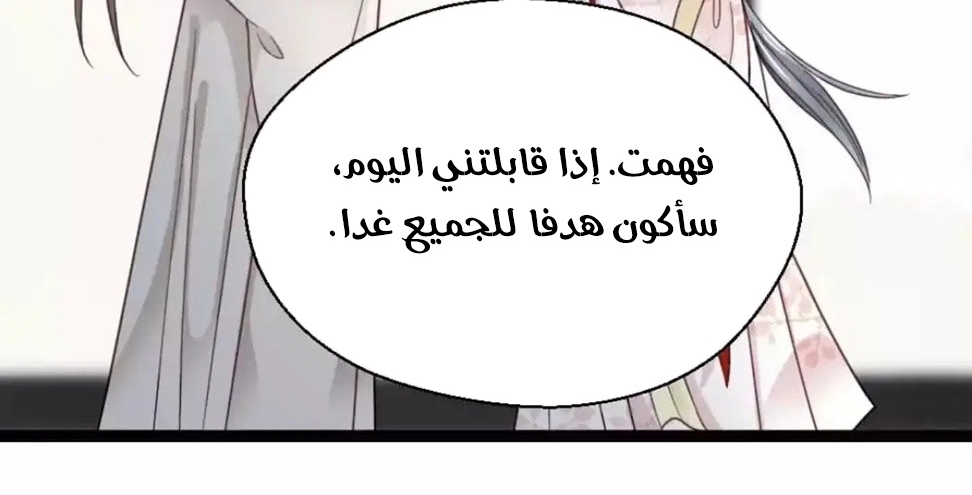 فهمت. إذا قابلتني اليوم،
سأكون هدفا للجميع غدا.